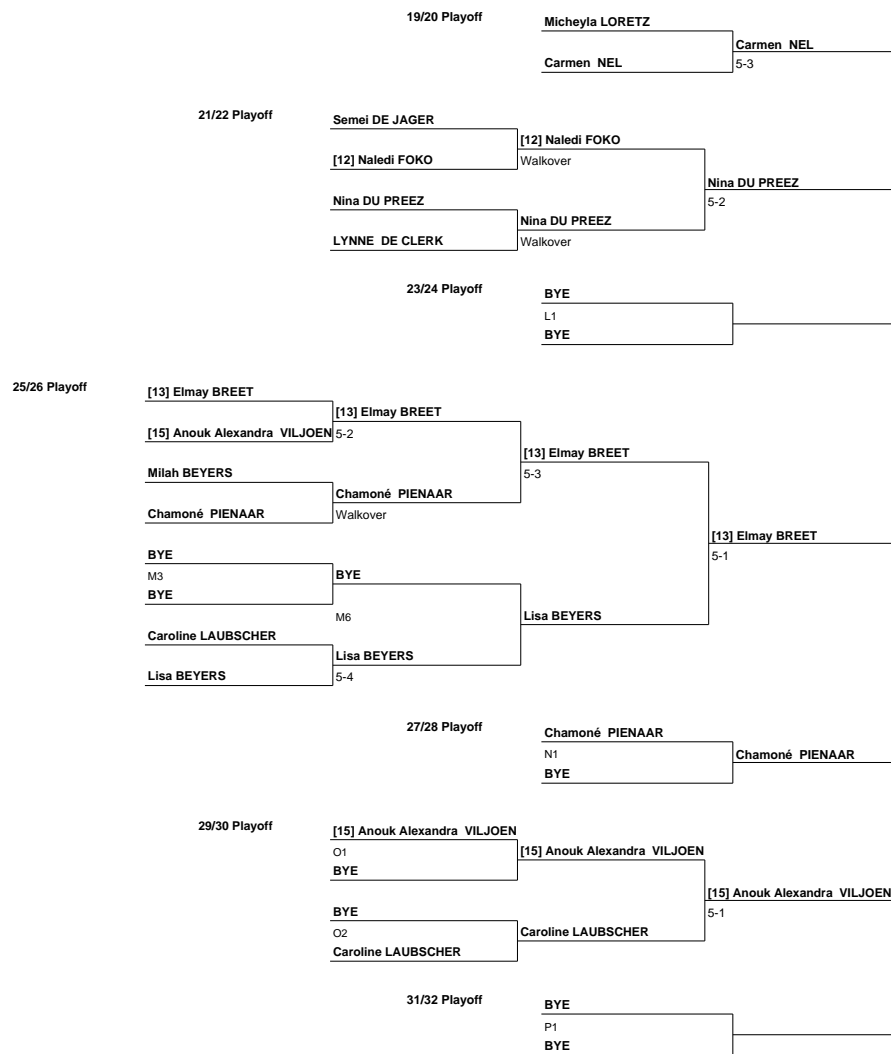 19/20 Playoff
Micheyla LORETZ
Carmen NEL
Carmen NEL
5-3
21/22 Playoff
Semei DE JAGER
[12] Naledi FOKO
[12] Naledi FOKO
Walkover
Nina DU PREEZ
5-2
Nina DU PREEZ
Nina DU PREEZ
LYNNE DE CLERK
Walkover
23/24 Playoff
BYE
L1
BYE
25/26 Playoff
[13] Elmay BREET
[13] Elmay BREET
[15] Anouk Alexandra VILJOEN
5-2
[13] Elmay BREET
5-3
Milah BEYERS
Chamoné PIENAAR
Chamoné PIENAAR
Walkover
[13] Elmay BREET
5-1
BYE
M3
BYE
BYE
M6
Lisa BEYERS
Caroline LAUBSCHER
Lisa BEYERS
Lisa BEYERS
5-4
27/28 Playoff
Chamoné PIENAAR
N1
Chamoné PIENAAR
BYE
29/30 Playoff
[15] Anouk Alexandra VILJOEN
O1
[15] Anouk Alexandra VILJOEN
BYE
[15] Anouk Alexandra VILJOEN
5-1
BYE
O2
Caroline LAUBSCHER
Caroline LAUBSCHER
31/32 Playoff
BYE
P1
BYE